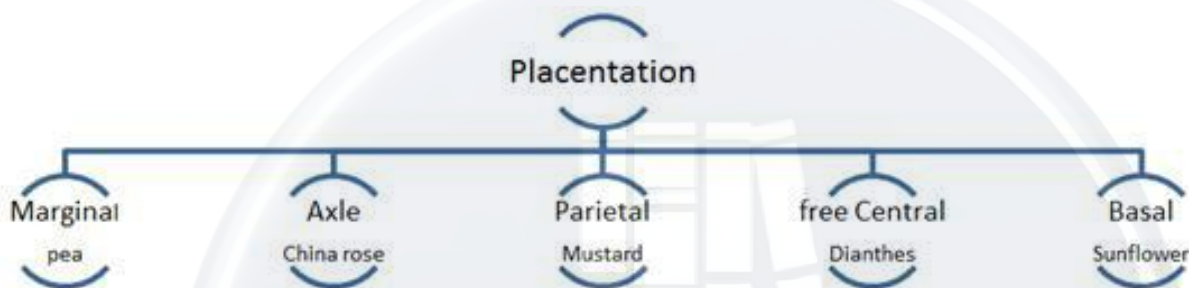 Placentation
Marginal
pea
Axle
China rose
Parietal
Mustard
free Central
Dianthes
Basal
Sunflower